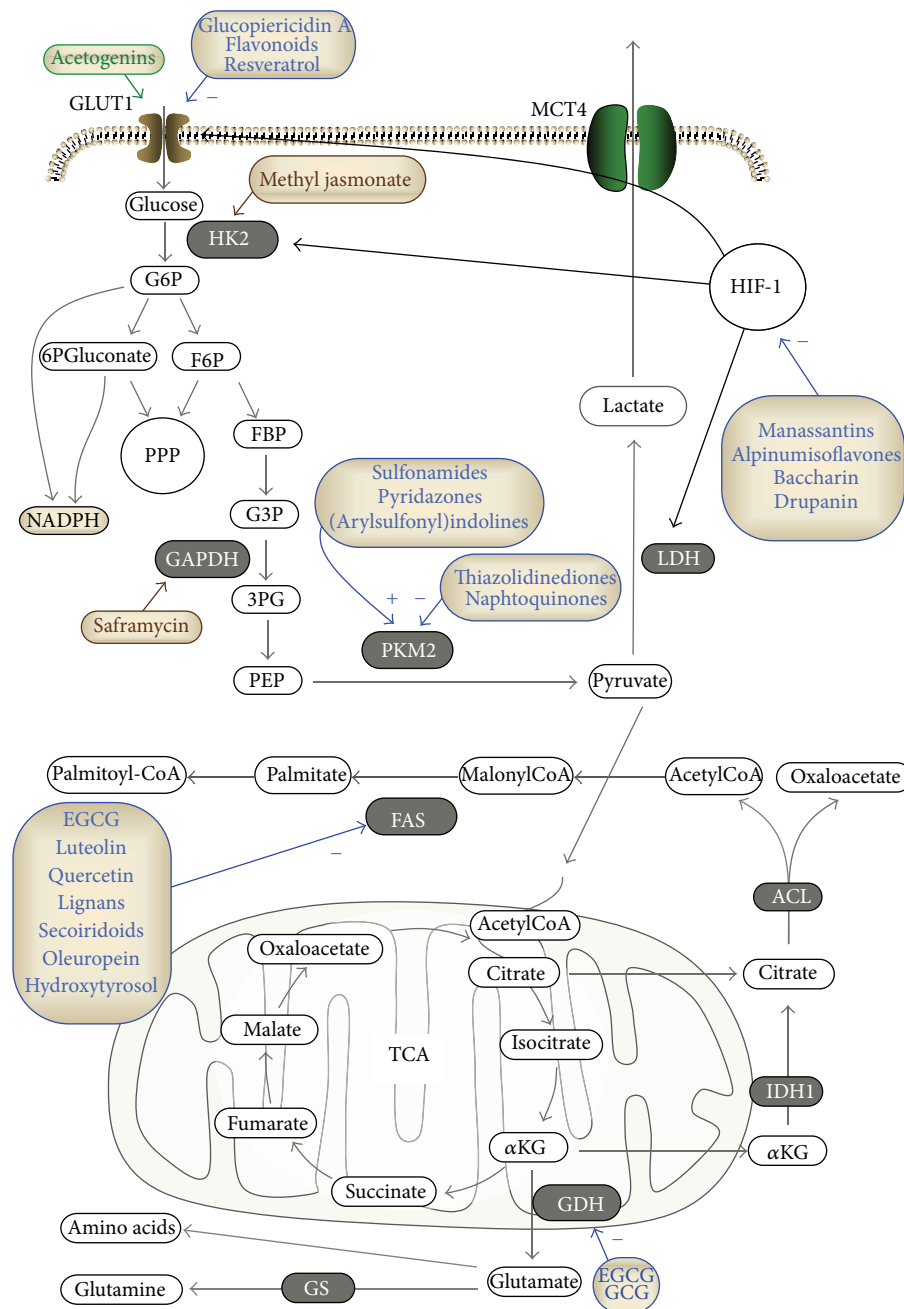 Glucopiericidin A
Flavonoids
Resveratrol
Acetogenins
–
GLUT1
MCT4
Methyl jasmonate
Glucose
HK2
G6P
HIF-1
–
6PGluconate
F6P
Lactate
PPP
FBP
Manassantins
Alpinumisoflavones
Baccharin
Drupanin
Sulfonamides
Pyridazones
(Arylsulfonyl)indolines
NADPH
G3P
GAPDH
LDH
Thiazolidinediones
Naphtoquinones
+ –
3PG
Saframycin
PKM2
PEP
Pyruvate
Palmitoyl-CoA
Palmitate
MalonylCoA
AcetylCoA
Oxaloacetate
EGCG
Luteolin
Quercetin
Lignans
Secoiridoids
Oleuropein
Hydroxytyrosol
FAS
–
ACL
AcetylCoA
Oxaloacetate
Citrate
Citrate
Malate
Isocitrate
TCA
IDH1
Fumarate
αKG
αKG
Succinate
GDH
–
Amino acids
EGCG
GCG
Glutamate
GS
Glutamine